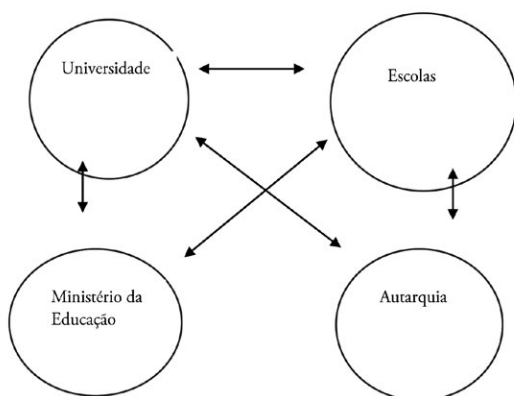 Universidade
Escolas
Ministério da
Educação
Autarquia